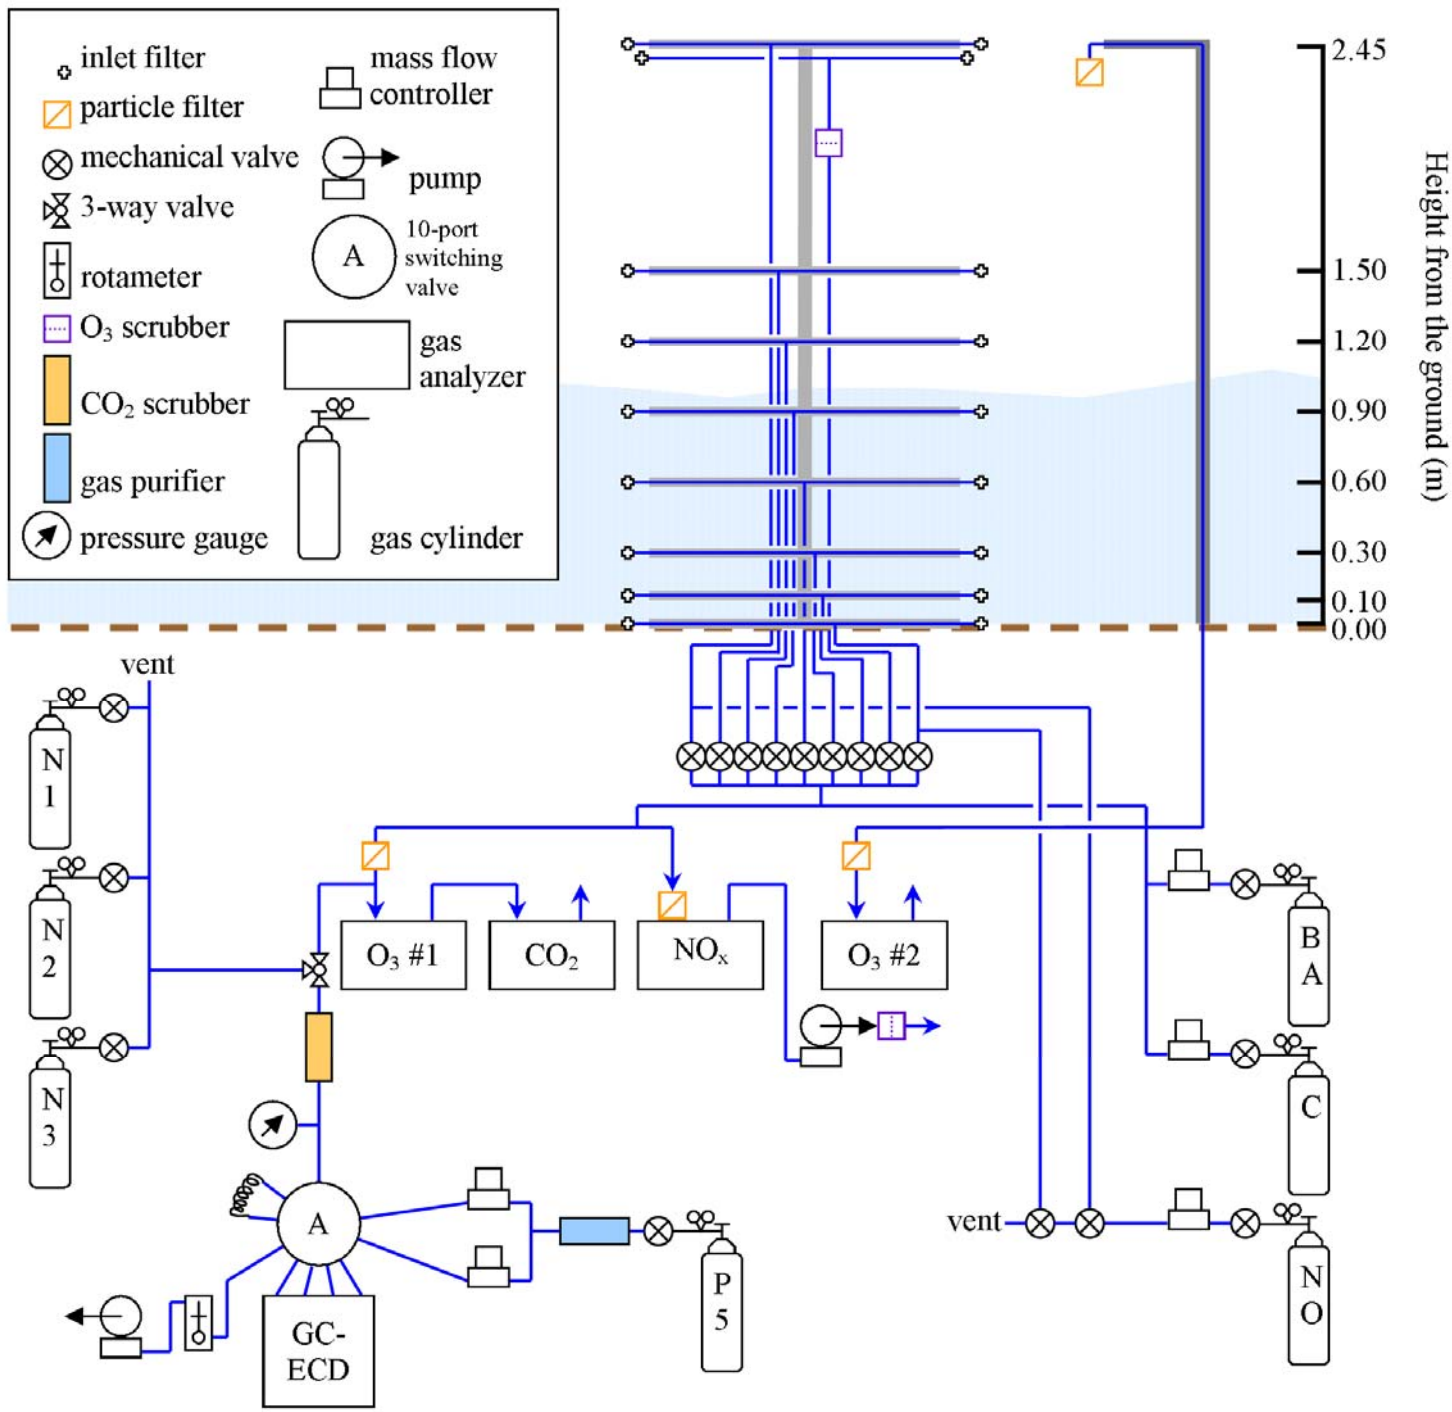 inlet filter
particle filter
mechanical valve
3-way valve
rotameter
O₃ scrubber
CO₂ scrubber
gas purifier
pressure gauge
mass flow
controller
pump
A
10-port
switching
valve
gas
analyzer
gas cylinder
2.45
1.50
1.20
0.90
0.60
0.30
0.10
0.00
Height from the ground (m)
vent
N
1
N
2
N
3
O₃ #1
CO₂
NOₓ
O₃ #2
B
A
C
A
vent
N
O
P
5
GC-
ECD